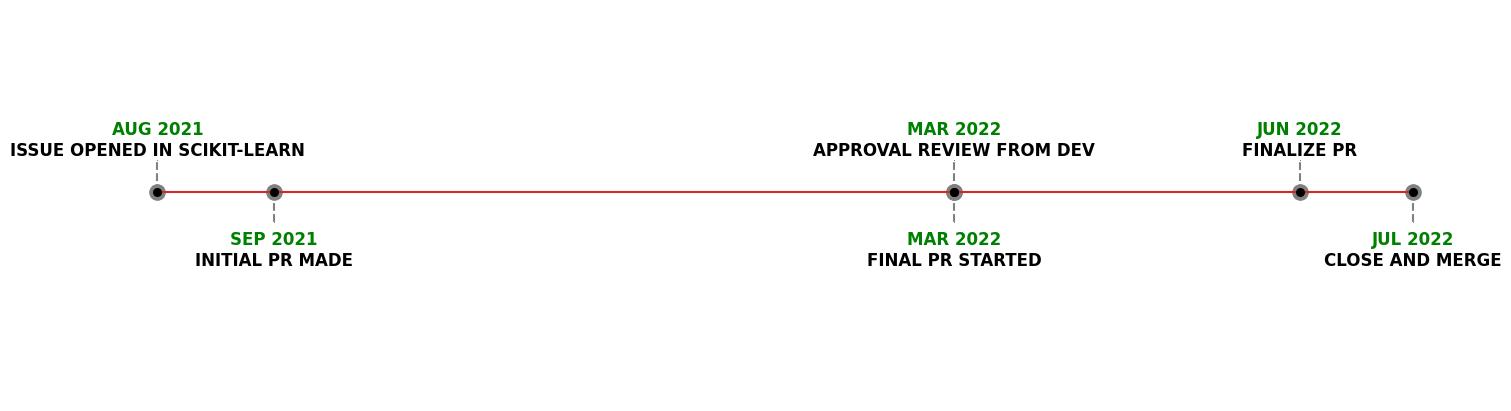 AUG 2021
ISSUE OPENED IN SCIKIT-LEARN
SEP 2021
INITIAL PR MADE
MAR 2022
APPROVAL REVIEW FROM DEV
MAR 2022
FINAL PR STARTED
JUN 2022
FINALIZE PR
JUL 2022
CLOSE AND MERGE